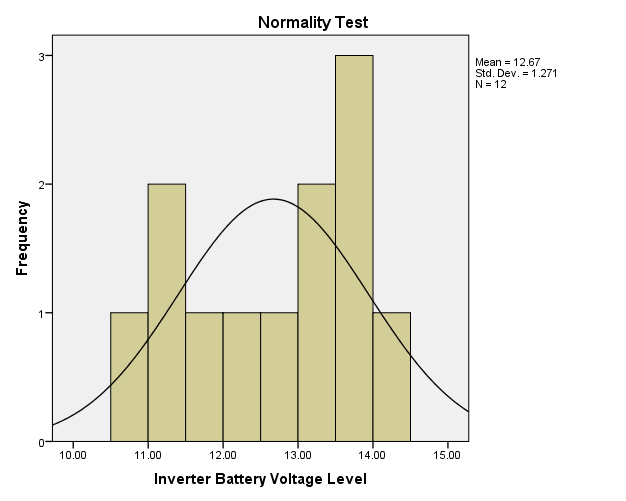 Normality Test
Mean = 12.67
Std. Dev. = 1.271
N = 12
Frequency
3
2
1
0
10.00 11.00 12.00 13.00 14.00 15.00
Inverter Battery Voltage Level